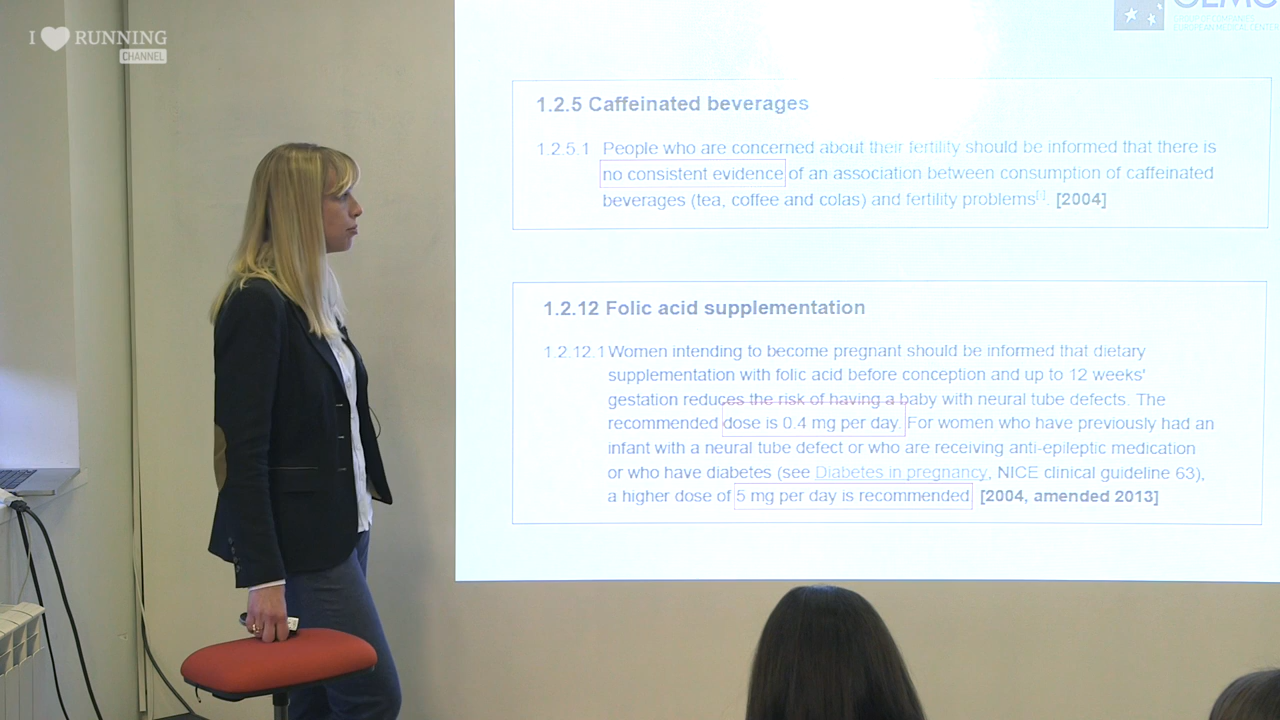 I RUNNING
CHANNEL
1.2.5 Caffeinated beverages
1.2.5.1 People who are concerned about their fertility should be informed that there is
no consistent evidence of an association between consumption of caffeinated
beverages (tea, coffee and colas) and fertility problems[1]. [2004]
1.2.12 Folic acid supplementation
1.2.12.1 Women intending to become pregnant should be informed that dietary
supplementation with folic acid before conception and up to 12 weeks'
gestation reduces the risk of having a baby with neural tube defects. The
recommended dose is 0.4 mg per day. For women who have previously had an
infant with a neural tube defect or who are receiving anti-epileptic medication
or who have diabetes (see Diabetes in pregnancy, NICE clinical guideline 63),
a higher dose of 5 mg per day is recommended [2004, amended 2013]